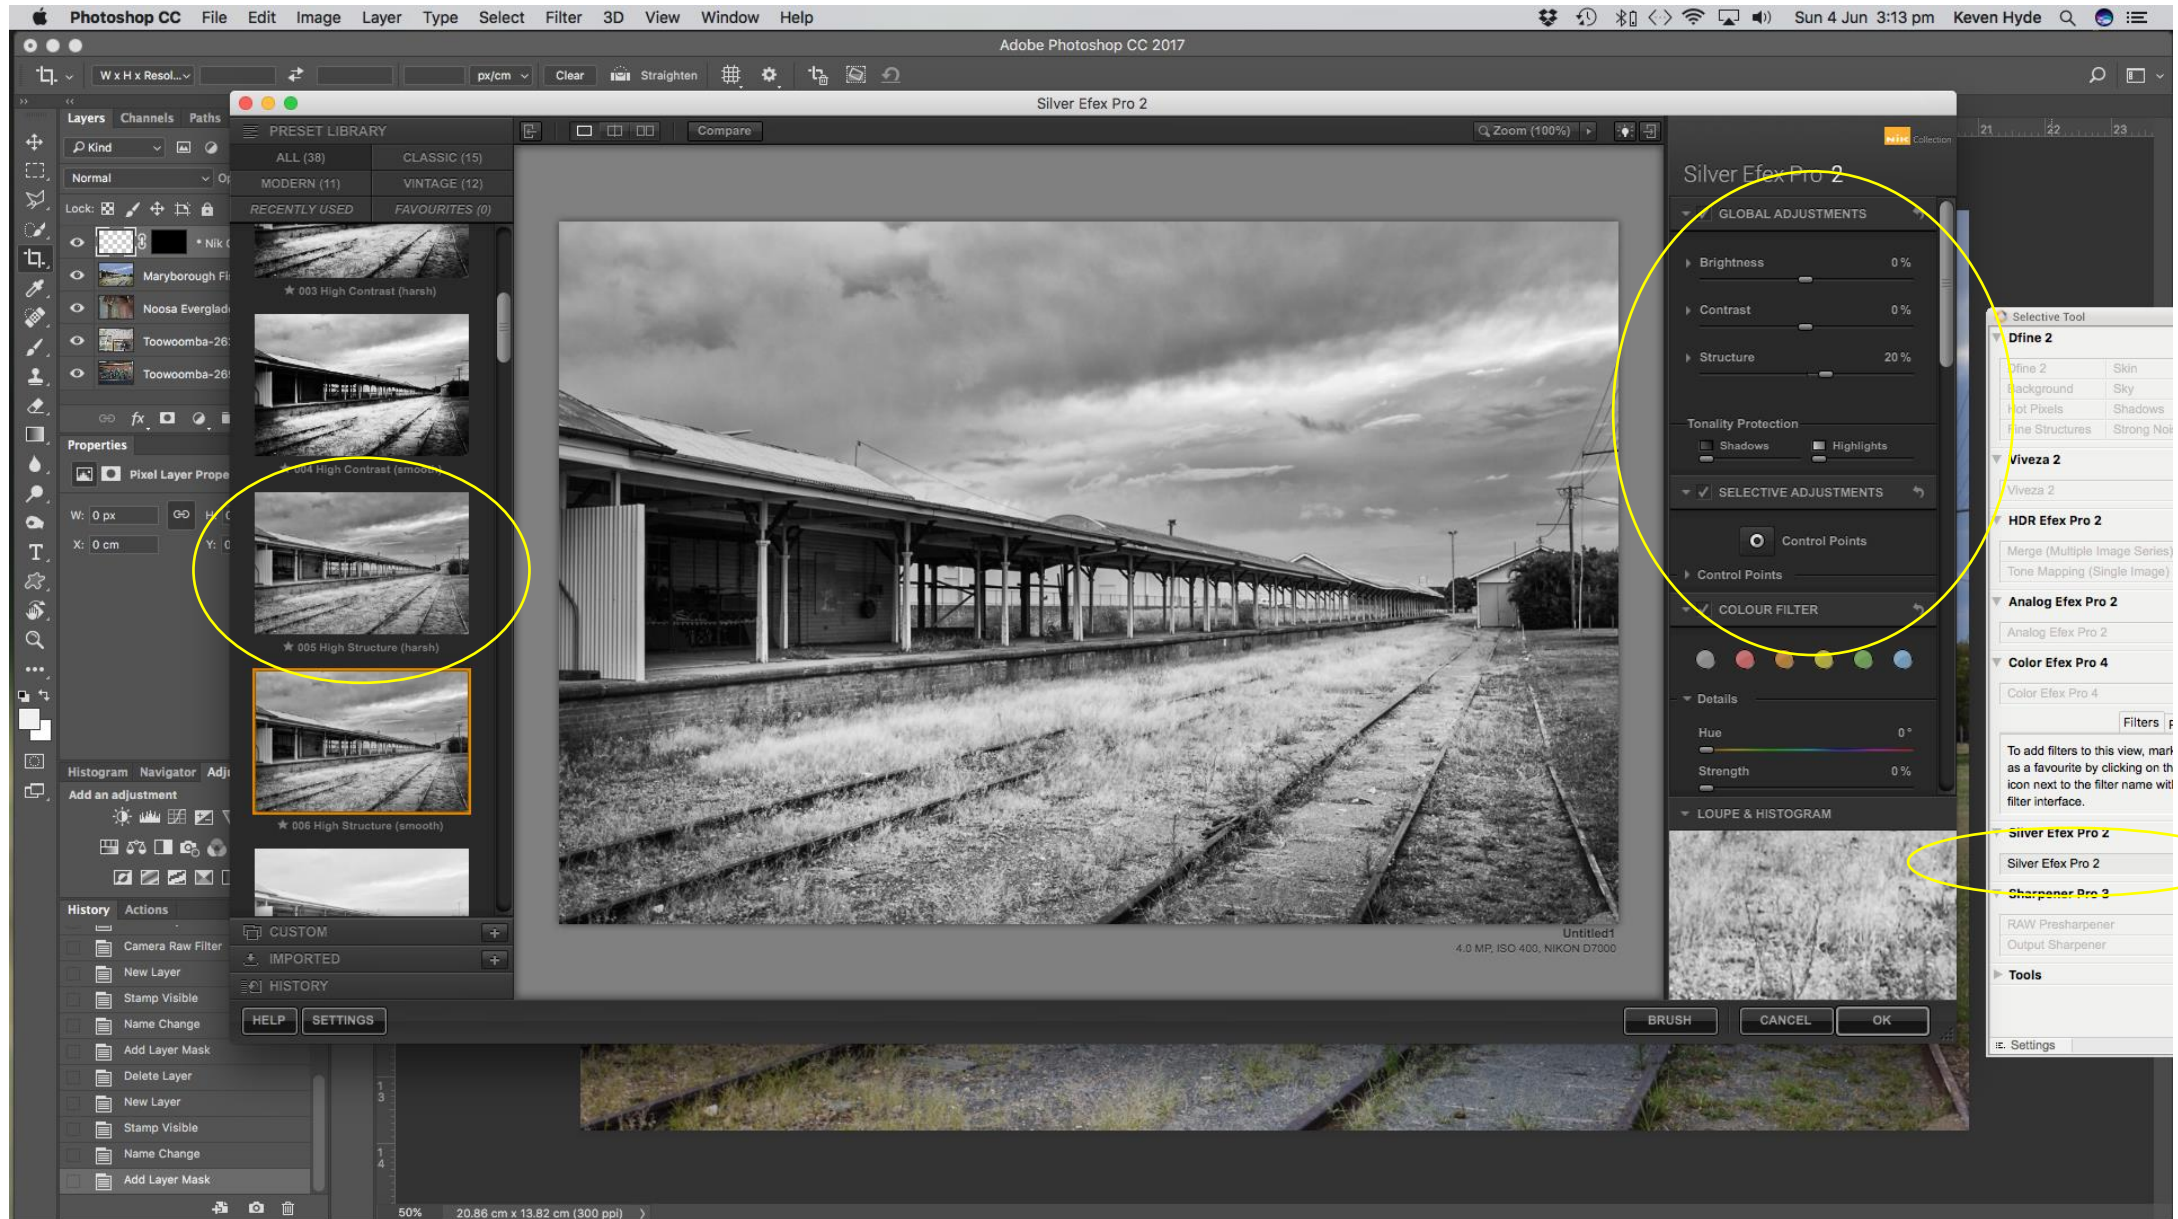 Photoshop CC File Edit Image Layer Type Select Filter 3D View Window Help Sun 4 Jun 3:13 pm Keven Hyde
Adobe Photoshop CC 2017
W x H x Resol... px/cm Clear Straighten
Layers Channels Paths
Kind
Normal
Lock:
* Nik
Maryborough
Noosa Everglad
Toowoomba-26
Toowoomba-26
fx
Properties
Pixel Layer Prope
W: 0 px
X: 0 cm Y:
Histogram Navigator
Add an adjustment
History Actions
Camera Raw Filter
New Layer
Stamp Visible
Name Change
Add Layer Mask
Delete Layer
New Layer
Stamp Visible
Name Change
Add Layer Mask
Silver Efex Pro 2
PRESET LIBRARY
ALL (38) CLASSIC (15)
MODERN (11) VINTAGE (12)
RECENTLY USED FAVOURITES (0)
★ 003 High Contrast (harsh)
★ 004 High Contrast (smooth)
★ 005 High Structure (harsh)
★ 006 High Structure (smooth)
CUSTOM
IMPORTED
HISTORY
HELP SETTINGS
Compare
Zoom (100%)
Untitled1
4.0 MP, ISO 400, NIKON D7000
Nik Collection
Silver Efex Pro 2
GLOBAL ADJUSTMENTS
Brightness 0 %
Contrast 0 %
Structure 20 %
Tonality Protection
Shadows Highlights
SELECTIVE ADJUSTMENTS
Control Points
Control Points
COLOUR FILTER
Details
Hue 0 °
Strength 0 %
LOUPE & HISTOGRAM
BRUSH CANCEL OK
21 22 23
Selective Tool
Dfine 2
Dfine 2 Skin
Background Sky
Hot Pixels Shadows
Fine Structures Strong Noi
Viveza 2
Viveza 2
HDR Efex Pro 2
Merge (Multiple Image Series)
Tone Mapping (Single Image)
Analog Efex Pro 2
Analog Efex Pro 2
Color Efex Pro 4
Color Efex Pro 4
Filters
To add filters to this view, mark
as a favourite by clicking on th
icon next to the filter name wit
filter interface.
Silver Efex Pro 2
Silver Efex Pro 2
Sharpener Pro 3
RAW Presharpener
Output Sharpener
Tools
Settings
13
14
50% 20.86 cm x 13.82 cm (300 ppi)